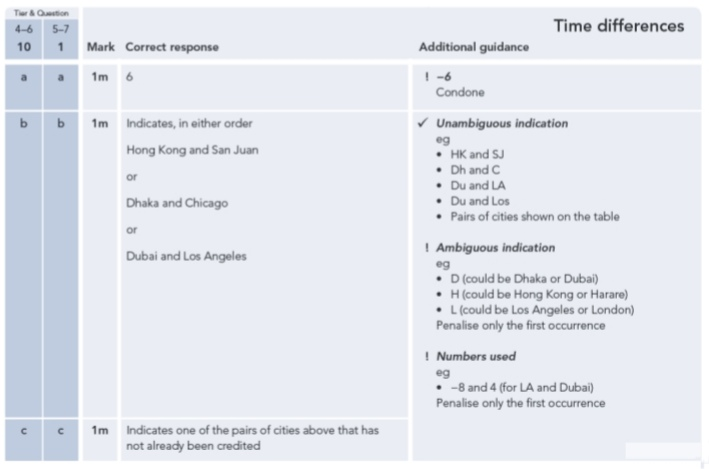 Tier & Question
4–6 5–7
10 1
Time differences
Mark Correct response Additional guidance
a a 1m 6
! –6
Condone
b b 1m Indicates, in either order
Hong Kong and San Juan
or
Dhaka and Chicago
or
Dubai and Los Angeles
✓ Unambiguous indication
eg
• HK and SJ
• Dh and C
• Du and LA
• Du and Los
• Pairs of cities shown on the table
! Ambiguous indication
eg
• D (could be Dhaka or Dubai)
• H (could be Hong Kong or Harare)
• L (could be Los Angeles or London)
Penalise only the first occurrence
! Numbers used
eg
• –8 and 4 (for LA and Dubai)
Penalise only the first occurrence
c c 1m Indicates one of the pairs of cities above that has
not already been credited